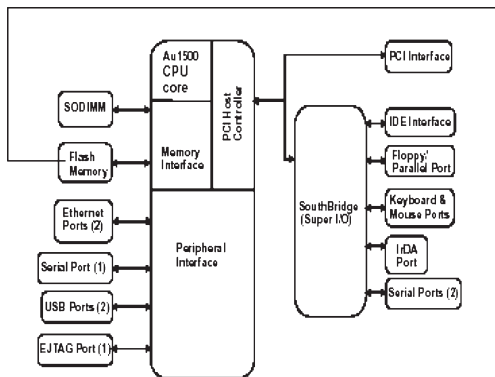 Au1500
CPU
core
PCI Host
Controller
Memory
Interface
Peripheral
Interface
SODIMM
Flash
Memory
Ethernet
Ports (2)
Serial Port (1)
USB Ports (2)
EJTAG Port (1)
SouthBridge
(Super I/O)
PCI Interface
IDE Interface
Floppy/
Parallel Port
Keyboard &
Mouse Ports
IrDA
Port
Serial Ports (2)